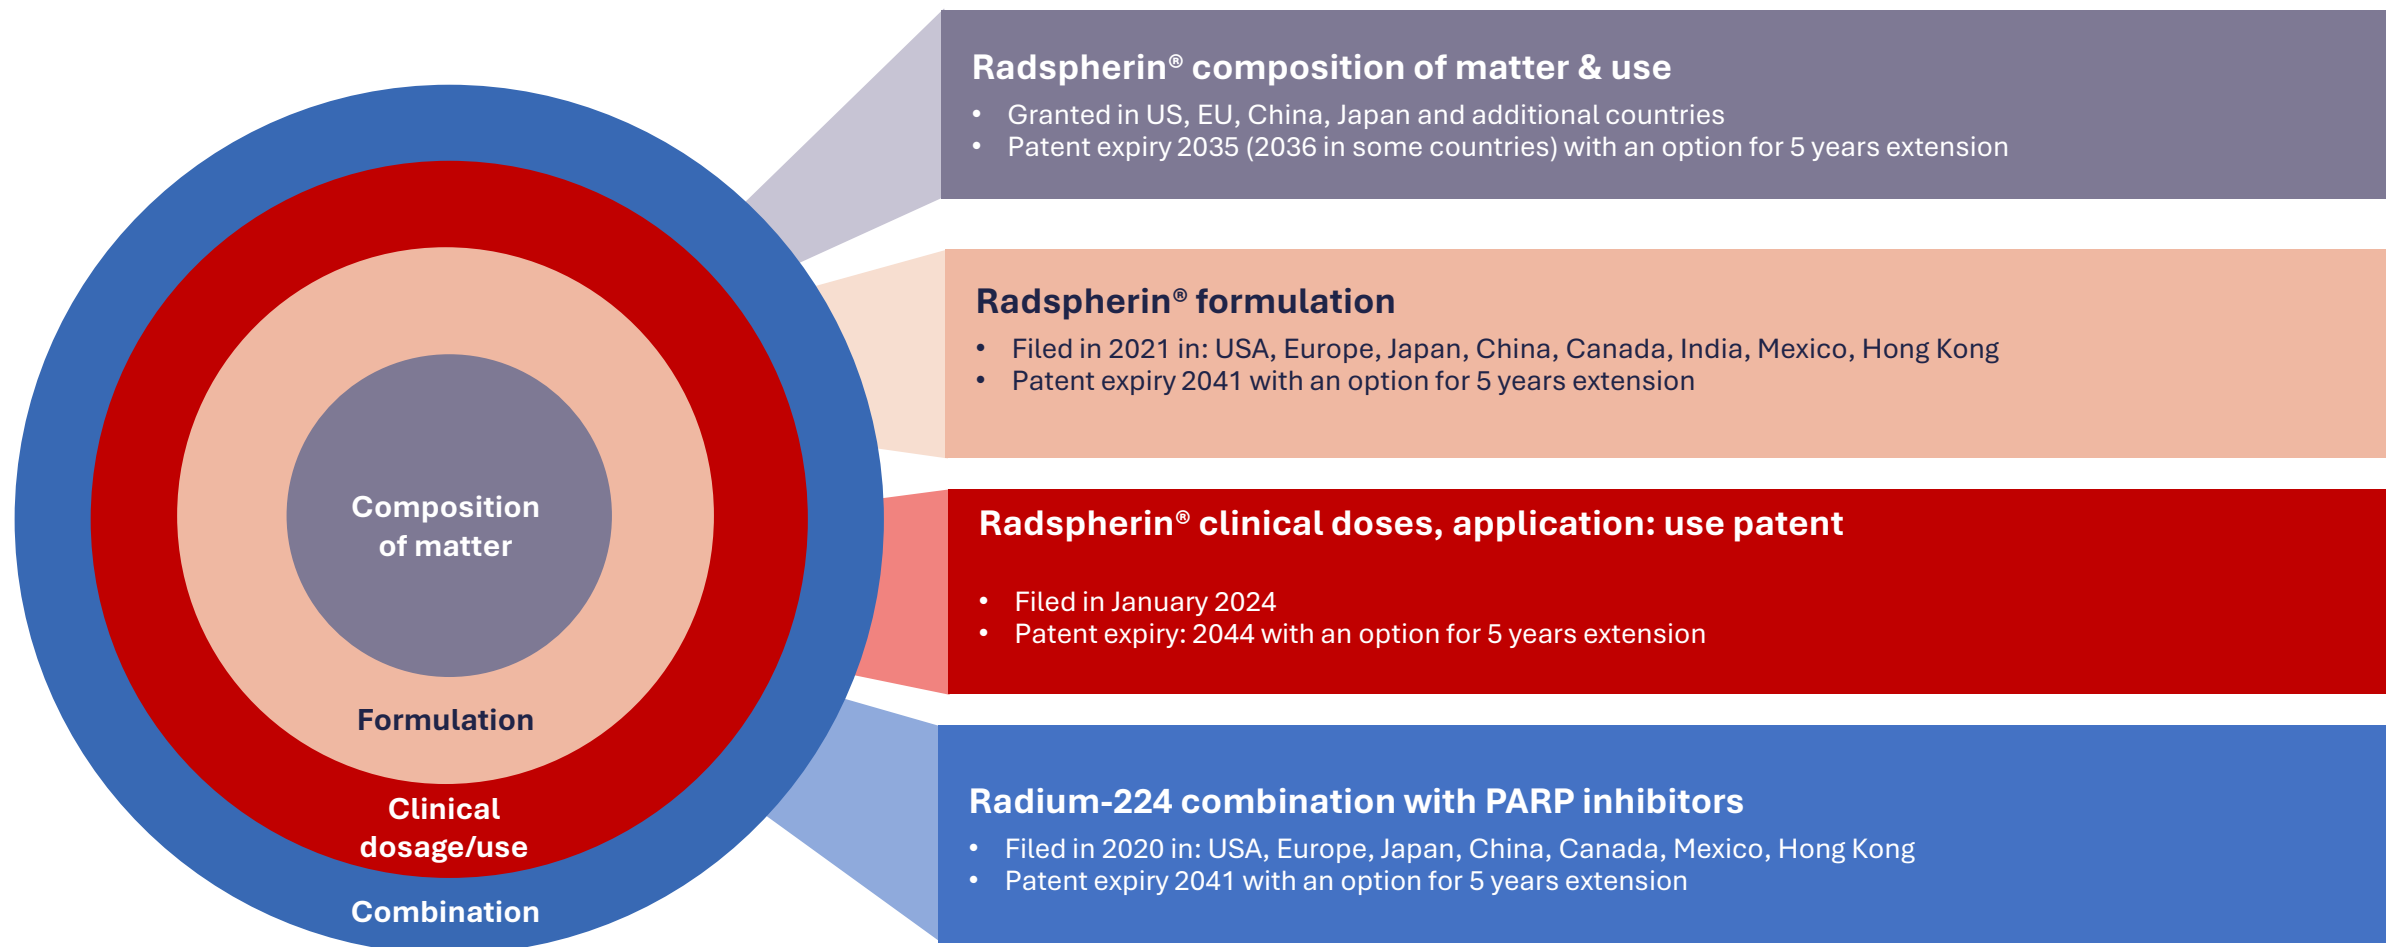 Radspherin® composition of matter & use
• Granted in US, EU, China, Japan and additional countries
• Patent expiry 2035 (2036 in some countries) with an option for 5 years extension
Radspherin® formulation
• Filed in 2021 in: USA, Europe, Japan, China, Canada, India, Mexico, Hong Kong
• Patent expiry 2041 with an option for 5 years extension
Radspherin® clinical doses, application: use patent
• Filed in January 2024
• Patent expiry: 2044 with an option for 5 years extension
Radium-224 combination with PARP inhibitors
• Filed in 2020 in: USA, Europe, Japan, China, Canada, Mexico, Hong Kong
• Patent expiry 2041 with an option for 5 years extension
Composition
of matter
Formulation
Clinical
dosage/use
Combination